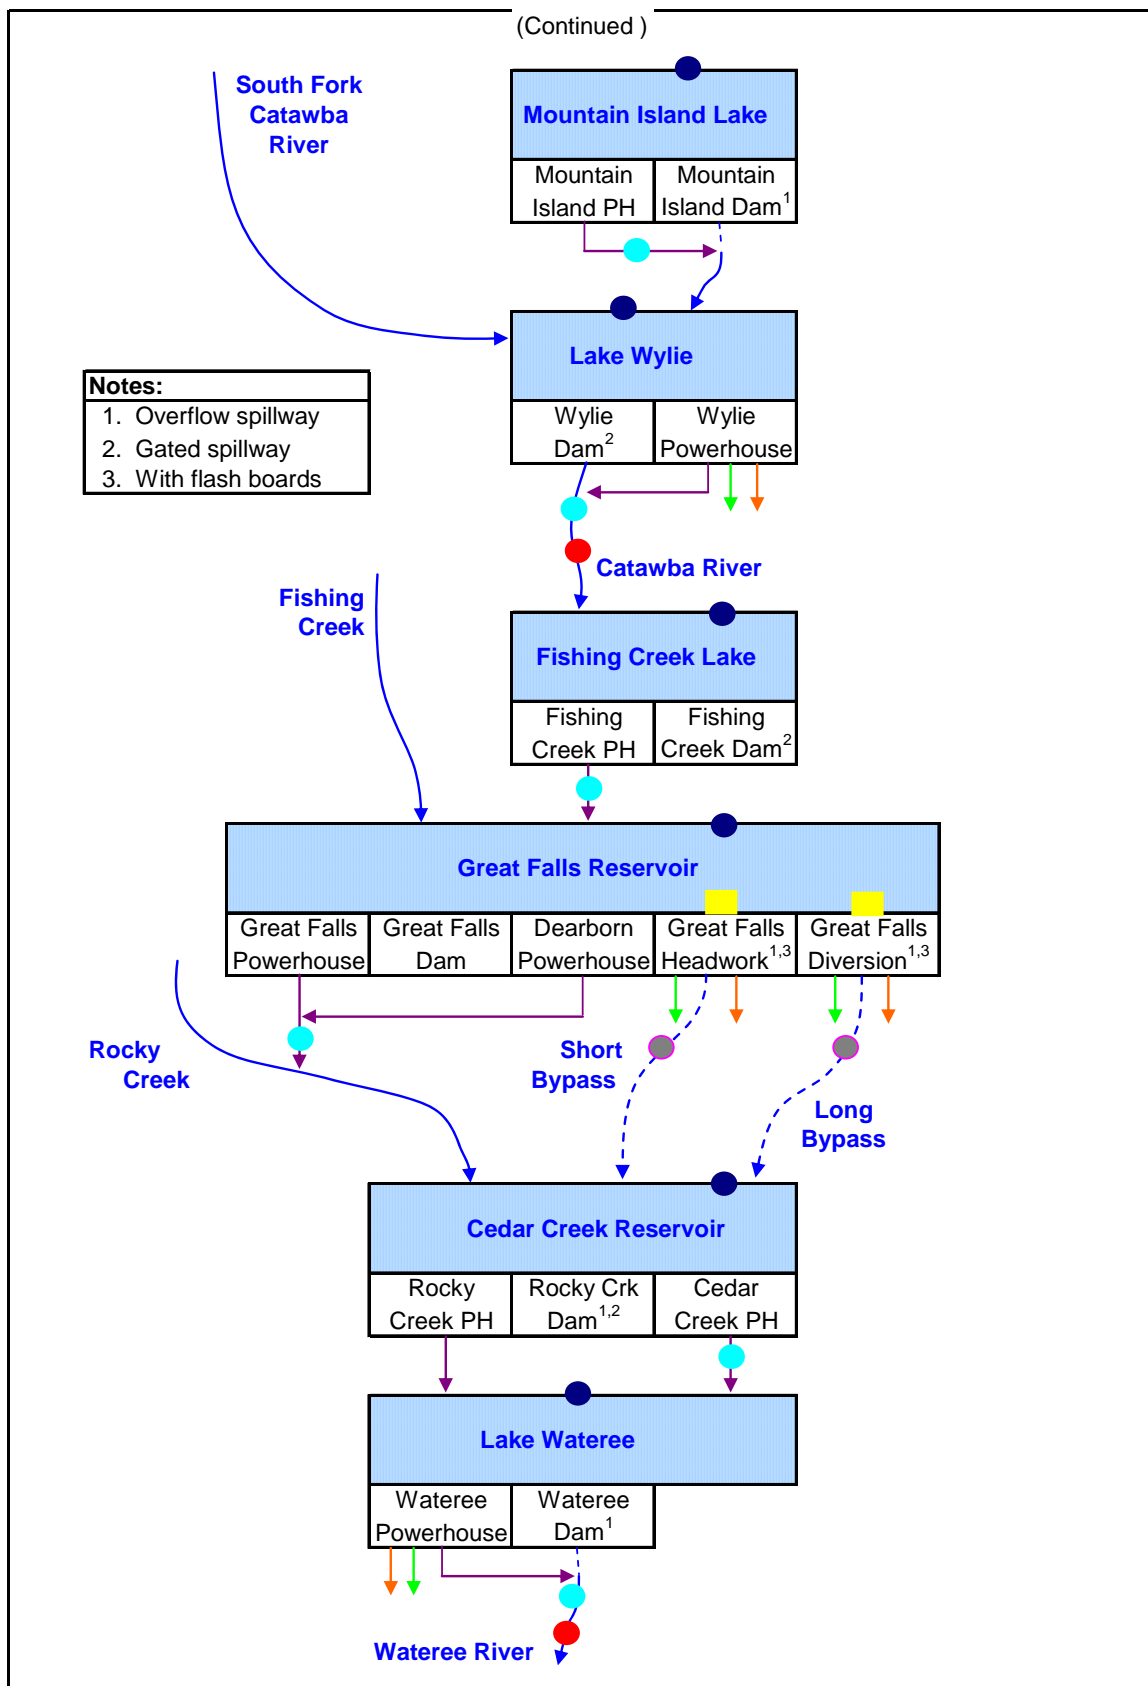 (Continued )
South Fork
Catawba
River
Mountain Island Lake
Mountain
Island PH
Mountain
Island Dam1
Lake Wylie
Notes:
1. Overflow spillway
2. Gated spillway
3. With flash boards
Wylie
Dam2
Wylie
Powerhouse
Catawba River
Fishing
Creek
Fishing Creek Lake
Fishing
Creek PH
Fishing
Creek Dam2
Great Falls Reservoir
Great Falls
Powerhouse
Great Falls
Dam
Dearborn
Powerhouse
Great Falls
Headwork1,3
Great Falls
Diversion1,3
Rocky
Creek
Short
Bypass
Long
Bypass
Cedar Creek Reservoir
Rocky
Creek PH
Rocky Crk
Dam1,2
Cedar
Creek PH
Lake Wateree
Wateree
Powerhouse
Wateree
Dam1
Wateree River